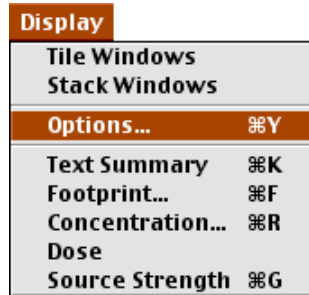 Display
Tile Windows
Stack Windows
Options... ⌘Y
Text Summary ⌘K
Footprint... ⌘F
Concentration... ⌘R
Dose
Source Strength ⌘G